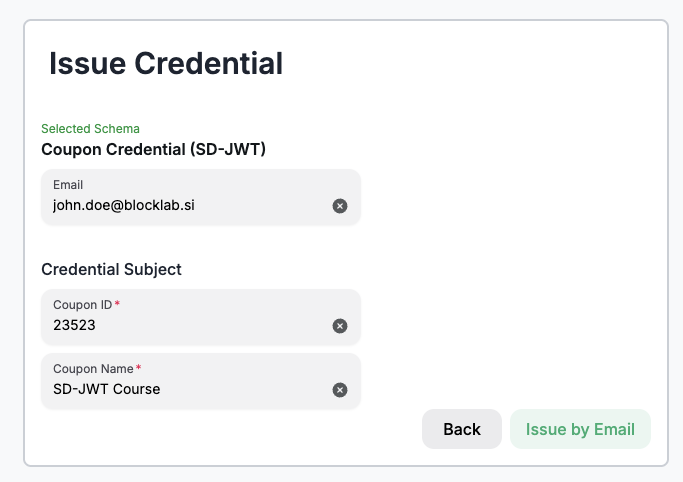 Issue Credential
Selected Schema
Coupon Credential (SD-JWT)
Email
john.doe@blocklab.si
Credential Subject
Coupon ID*
23523
Coupon Name*
SD-JWT Course
Back
Issue by Email